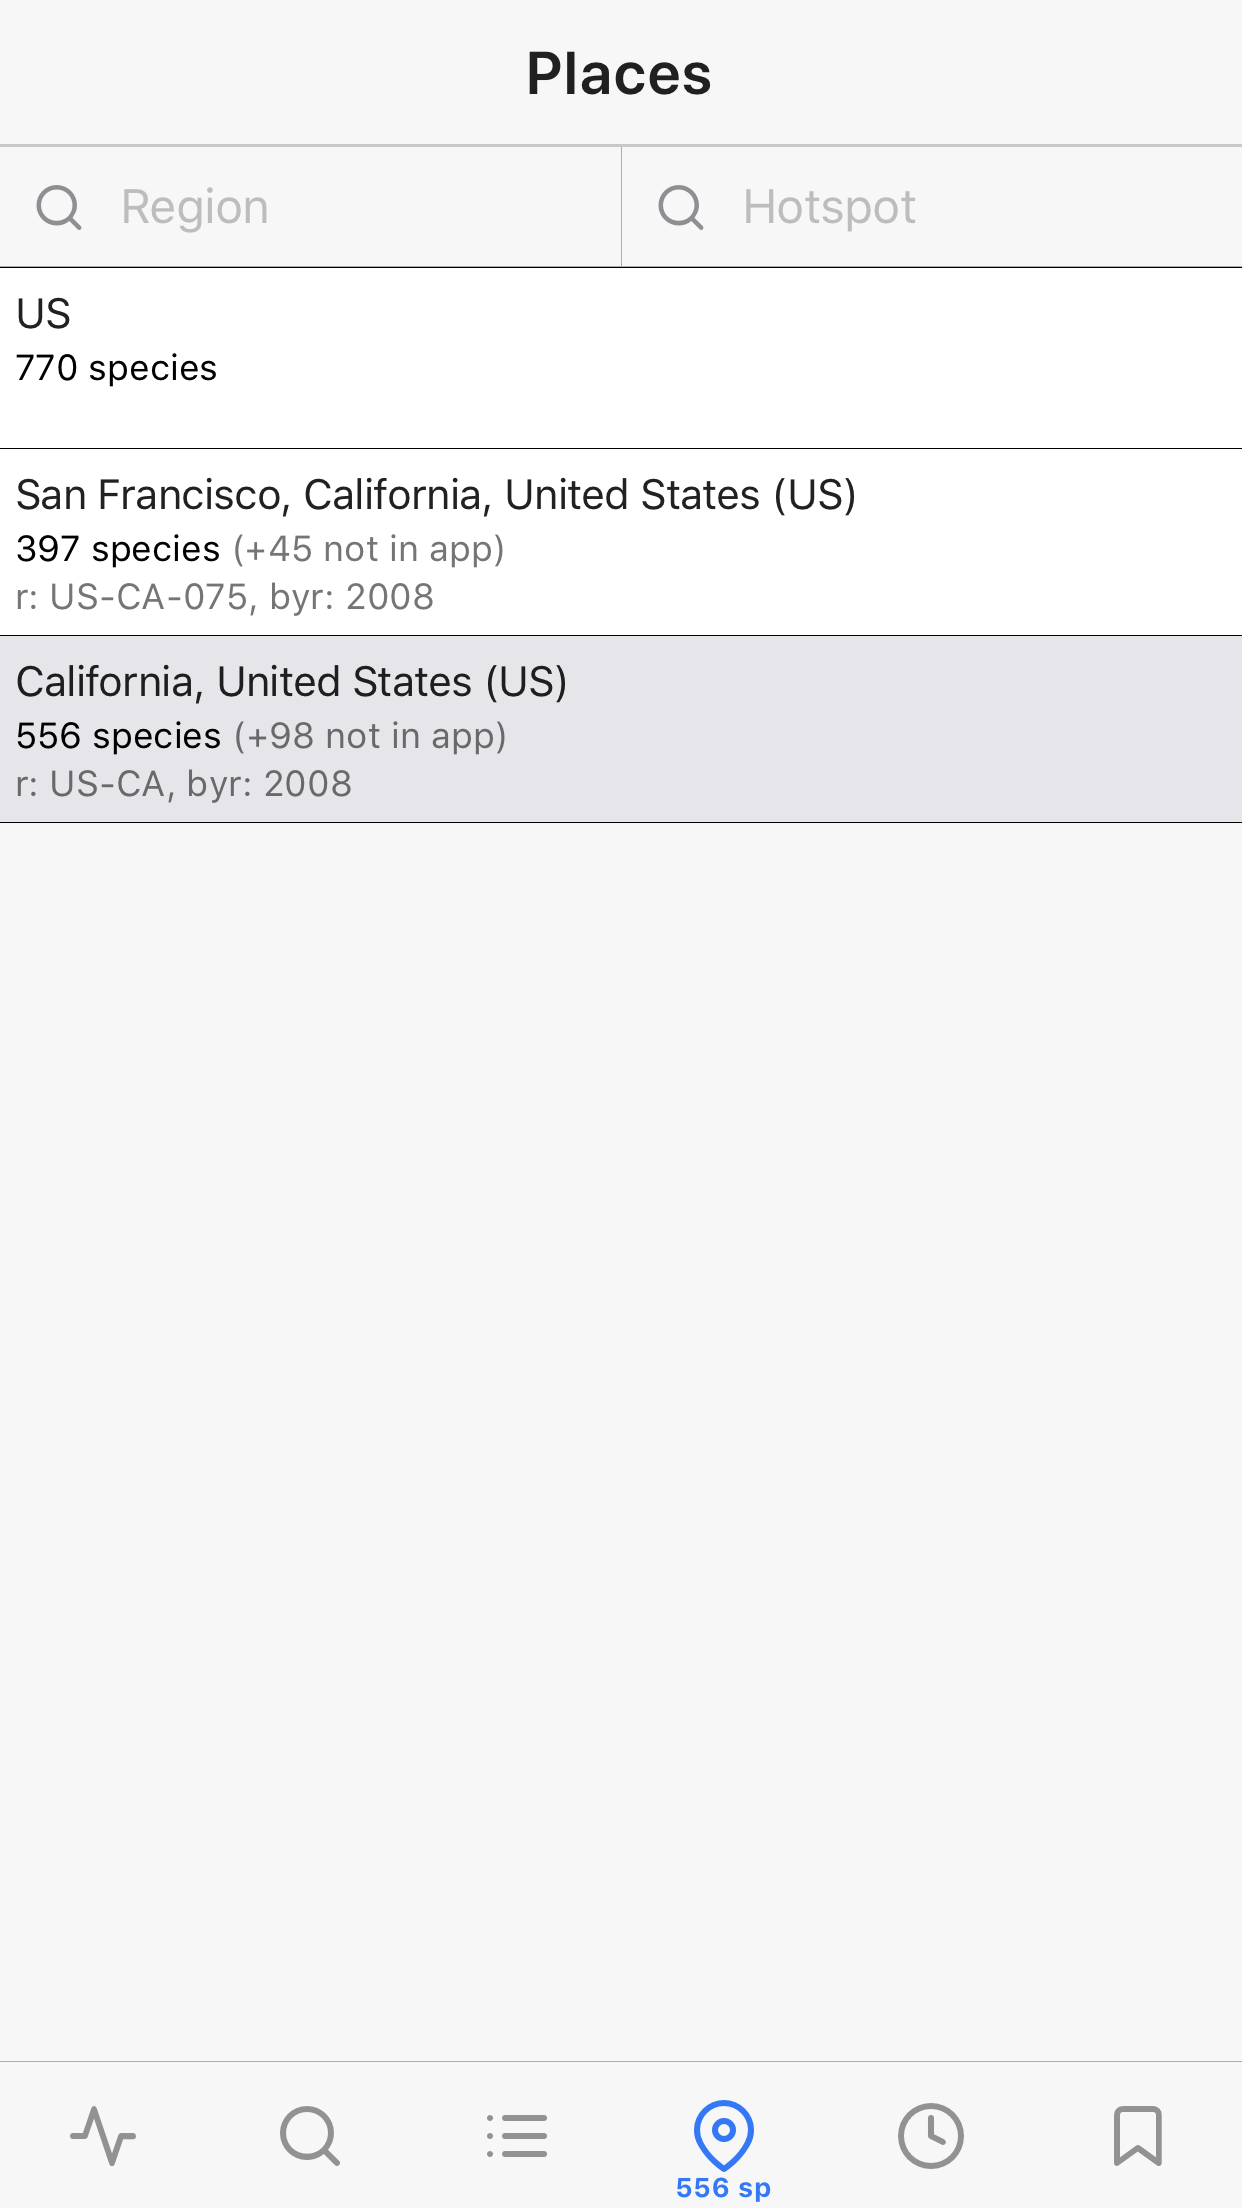 Places
Region
Hotspot
US
770 species
San Francisco, California, United States (US)
397 species (+45 not in app)
r: US-CA-075, byr: 2008
California, United States (US)
556 species (+98 not in app)
r: US-CA, byr: 2008
556 sp